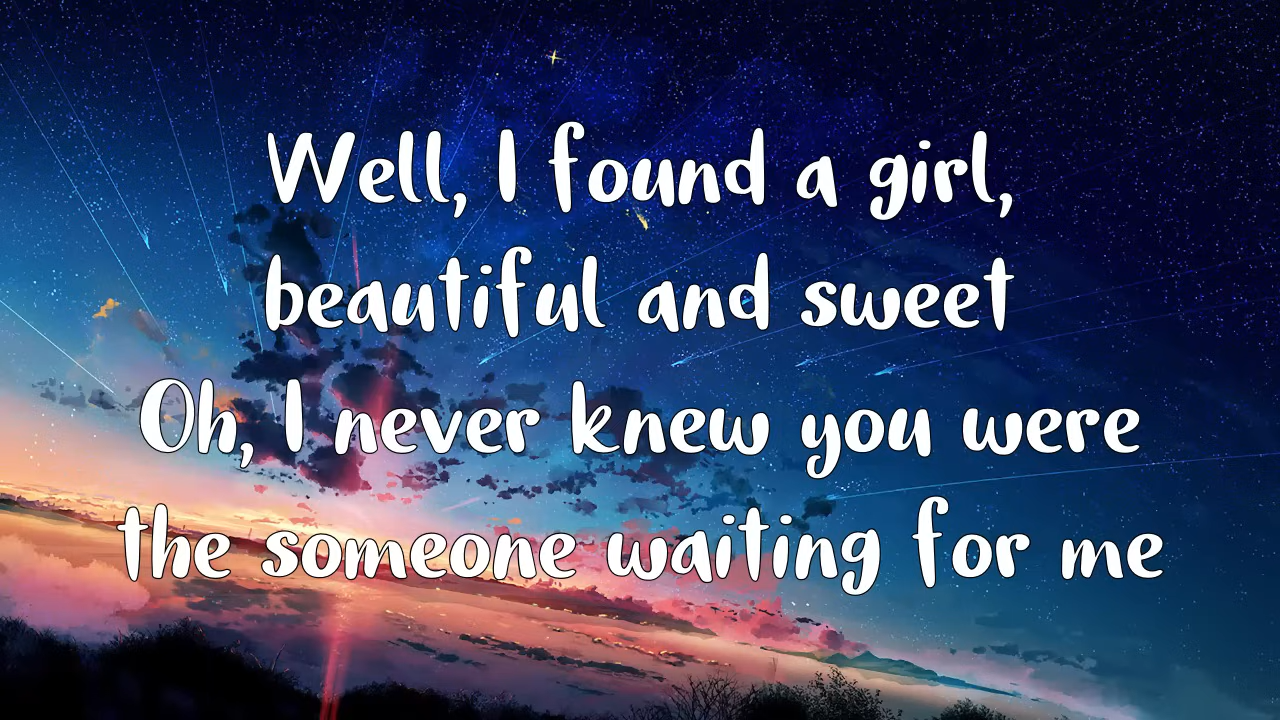 Well, I found a girl,
beautiful and sweet
Oh, I never knew you were
the someone waiting for me